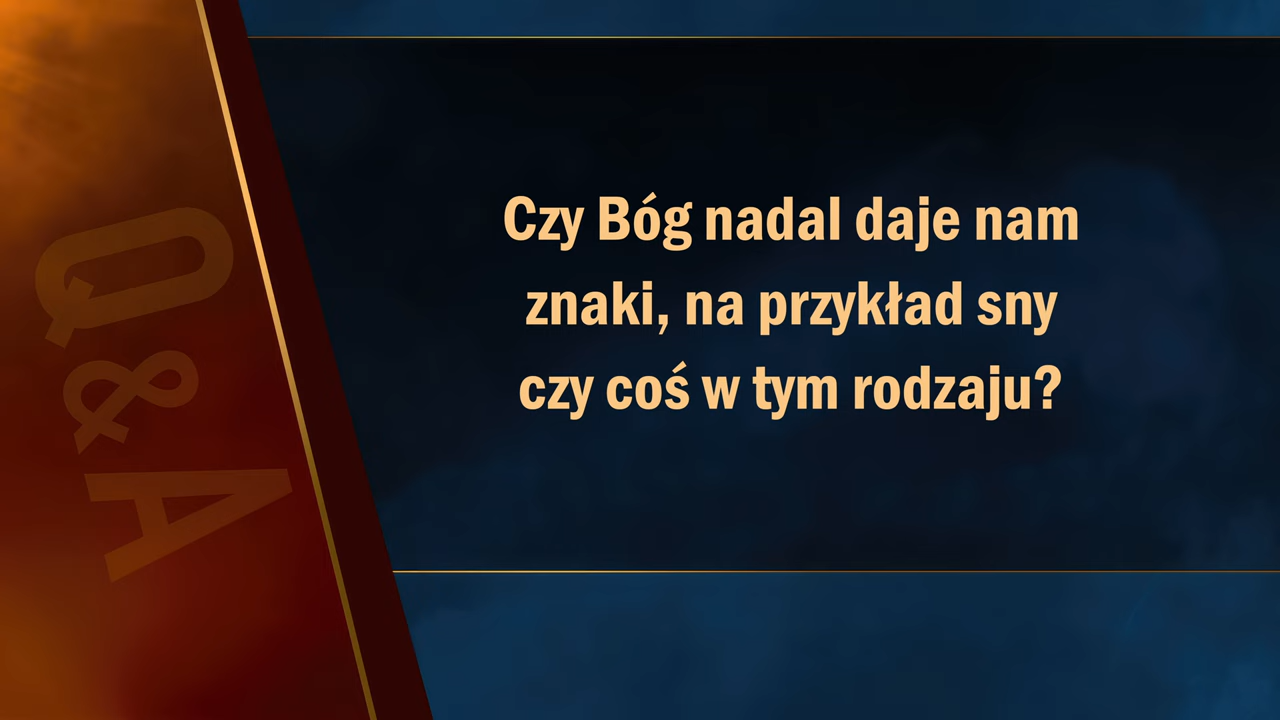 Q&A
Czy Bóg nadal daje nam
znaki, na przykład sny
czy coś w tym rodzaju?